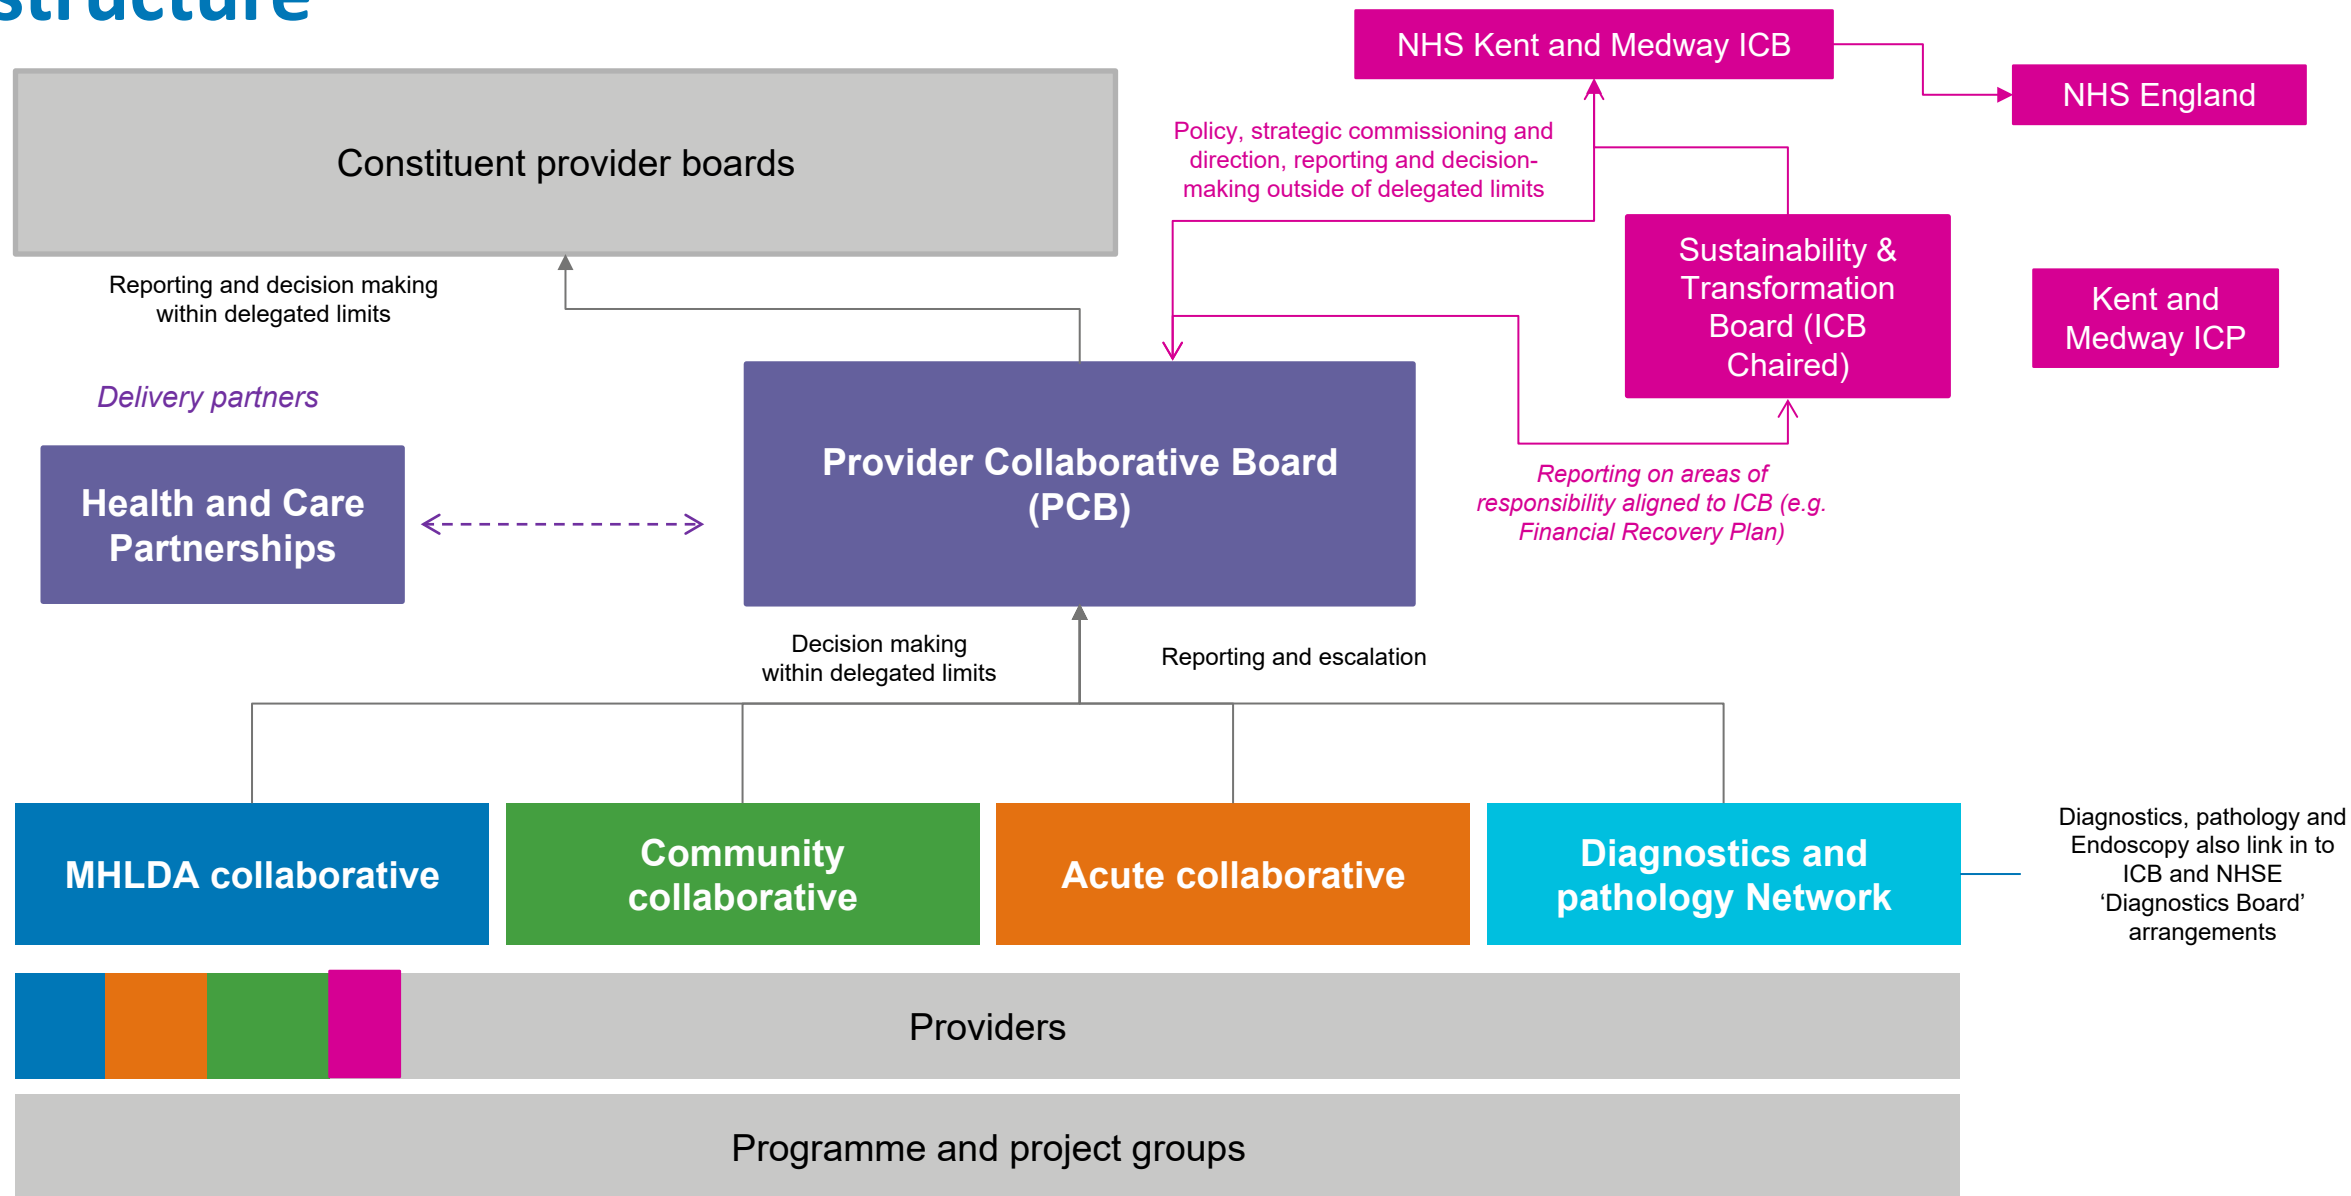 structure
NHS Kent and Medway ICB
NHS England
Constituent provider boards
Policy, strategic commissioning and
direction, reporting and decision-
making outside of delegated limits
Sustainability &
Transformation
Board (ICB
Chaired)
Kent and
Medway ICP
Reporting and decision making
within delegated limits
Delivery partners
Health and Care
Partnerships
Provider Collaborative Board
(PCB)
Reporting on areas of
responsibility aligned to ICB (e.g.
Financial Recovery Plan)
Decision making
within delegated limits
Reporting and escalation
MHLDA collaborative
Community
collaborative
Acute collaborative
Diagnostics and
pathology Network
Diagnostics, pathology and
Endoscopy also link in to
ICB and NHSE
‘Diagnostics Board’
arrangements
Providers
Programme and project groups